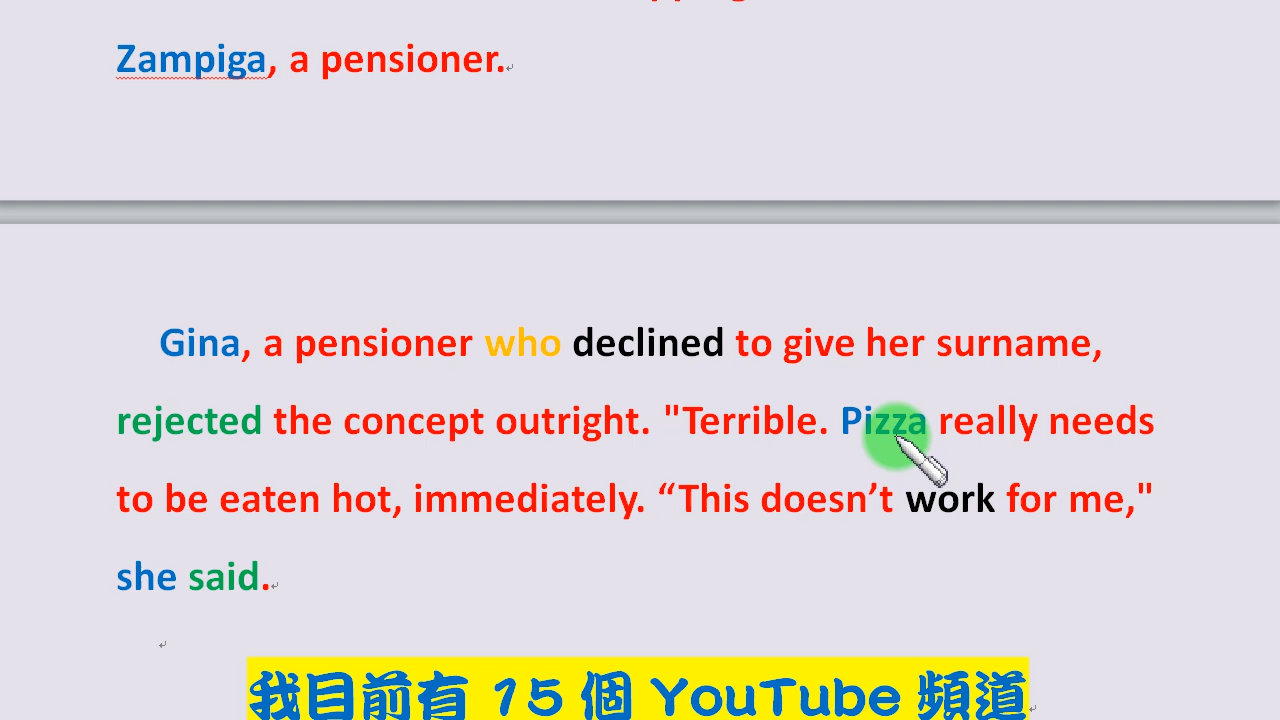 Zampiga, a pensioner.
Gina, a pensioner who declined to give her surname,
rejected the concept outright. "Terrible. Pizza really needs
to be eaten hot, immediately. “This doesn’t work for me,"
she said.
我目前有 15 個 YouTube 頻道